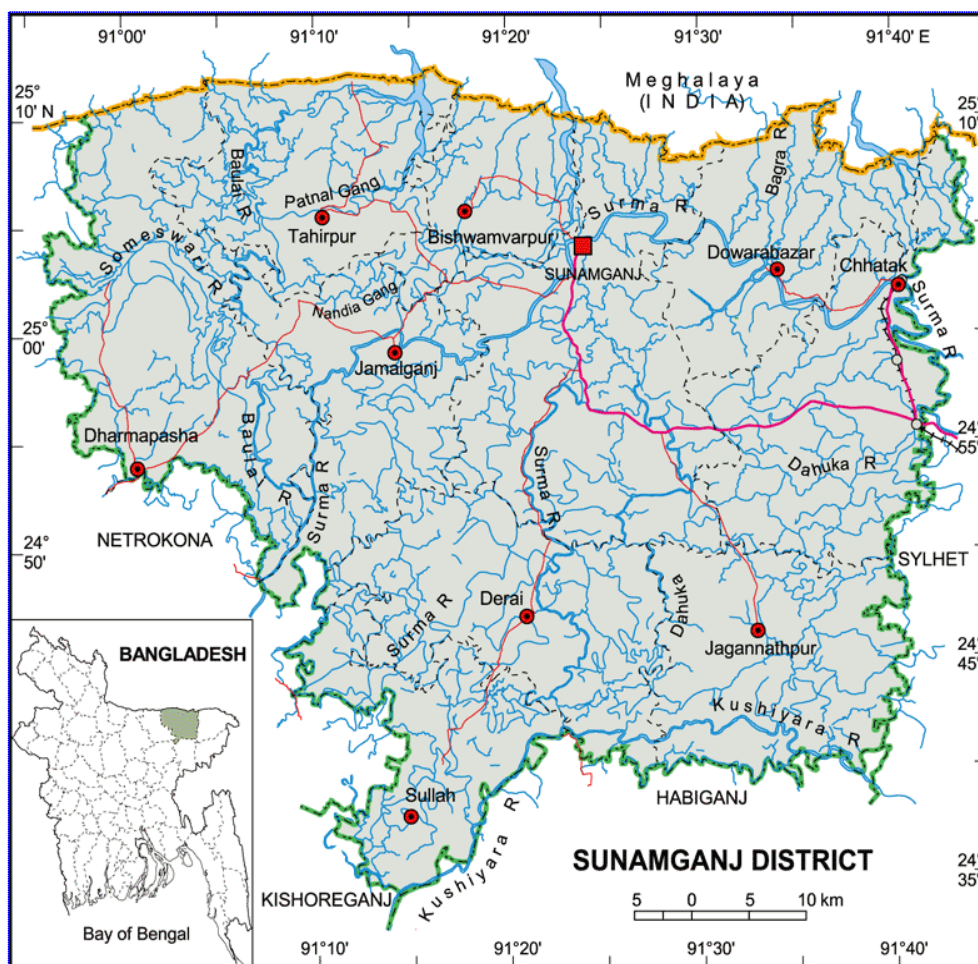 91°00' 91°10' 91°20' 91°30' 91°40' E
25°
10' N
25°
10'
Meghalaya
(I N D I A)
Baulai R
Patnal Gang
Tahirpur
Bishwamvarpur
Surma R
Bagra R
Someswari R
SUNAMGANJ
Dowarabazar
Chhatak
Surma R
Nandia Gang
25°
00'
Jamalganj
Dharmapasha
Baulai R
Surma R
Surma R
Dahuka R
24°
55'
NETROKONA
24°
50'
SYLHET
Derai
Surma R
Dahuka
Jagannathpur
24°
45'
BANGLADESH
Kushiyara R
Sullah
HABIGANJ
Kushiyara R
SUNAMGANJ DISTRICT
24°
35'
KISHOREGANJ
5 0 5 10 km
Bay of Bengal
91°10' 91°20' 91°30' 91°40'